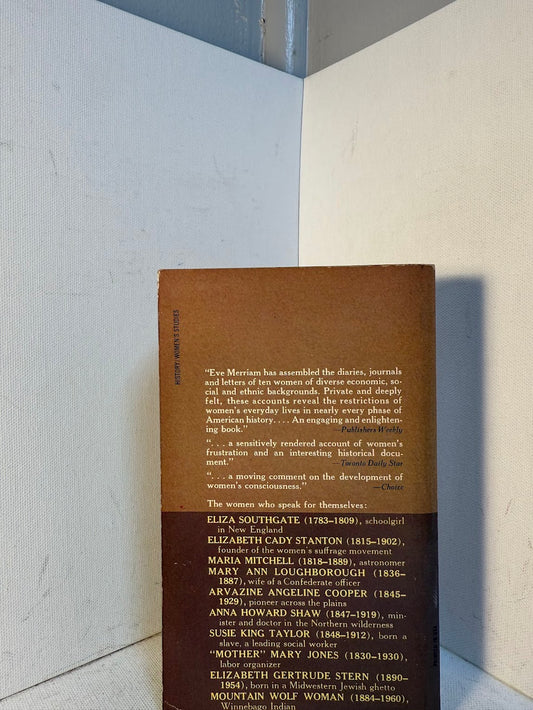 HISTORY/WOMEN'S STUDIES
"Eve Merriam has assembled the diaries, journals
and letters of ten women of diverse economic, so-
cial and ethnic backgrounds. Private and deeply
felt, these accounts reveal the restrictions of
women's everyday lives in nearly every phase of
American history. . . . An engaging and enlighten-
ing book." —Publishers Weekly
". . . a sensitively rendered account of women's
frustration and an interesting historical docu-
ment." —Toronto Daily Star
". . . a moving comment on the development of
women's consciousness." —Choice
The women who speak for themselves:
ELIZA SOUTHGATE (1783–1809), schoolgirl
in New England
ELIZABETH CADY STANTON (1815–1902),
founder of the women's suffrage movement
MARIA MITCHELL (1818–1889), astronomer
MARY ANN LOUGHBOROUGH (1836–
1887), wife of a Confederate officer
ARVAZINE ANGELINE COOPER (1845–
1929), pioneer across the plains
ANNA HOWARD SHAW (1847–1919), min-
ister and doctor in the Northern wilderness
SUSIE KING TAYLOR (1848–1912), born a
slave, a leading social worker
"MOTHER" MARY JONES (1830–1930),
labor organizer
ELIZABETH GERTRUDE STERN (1890–
1954), born in a Midwestern Jewish ghetto
MOUNTAIN WOLF WOMAN (1884–1960),
Winnebago Indian